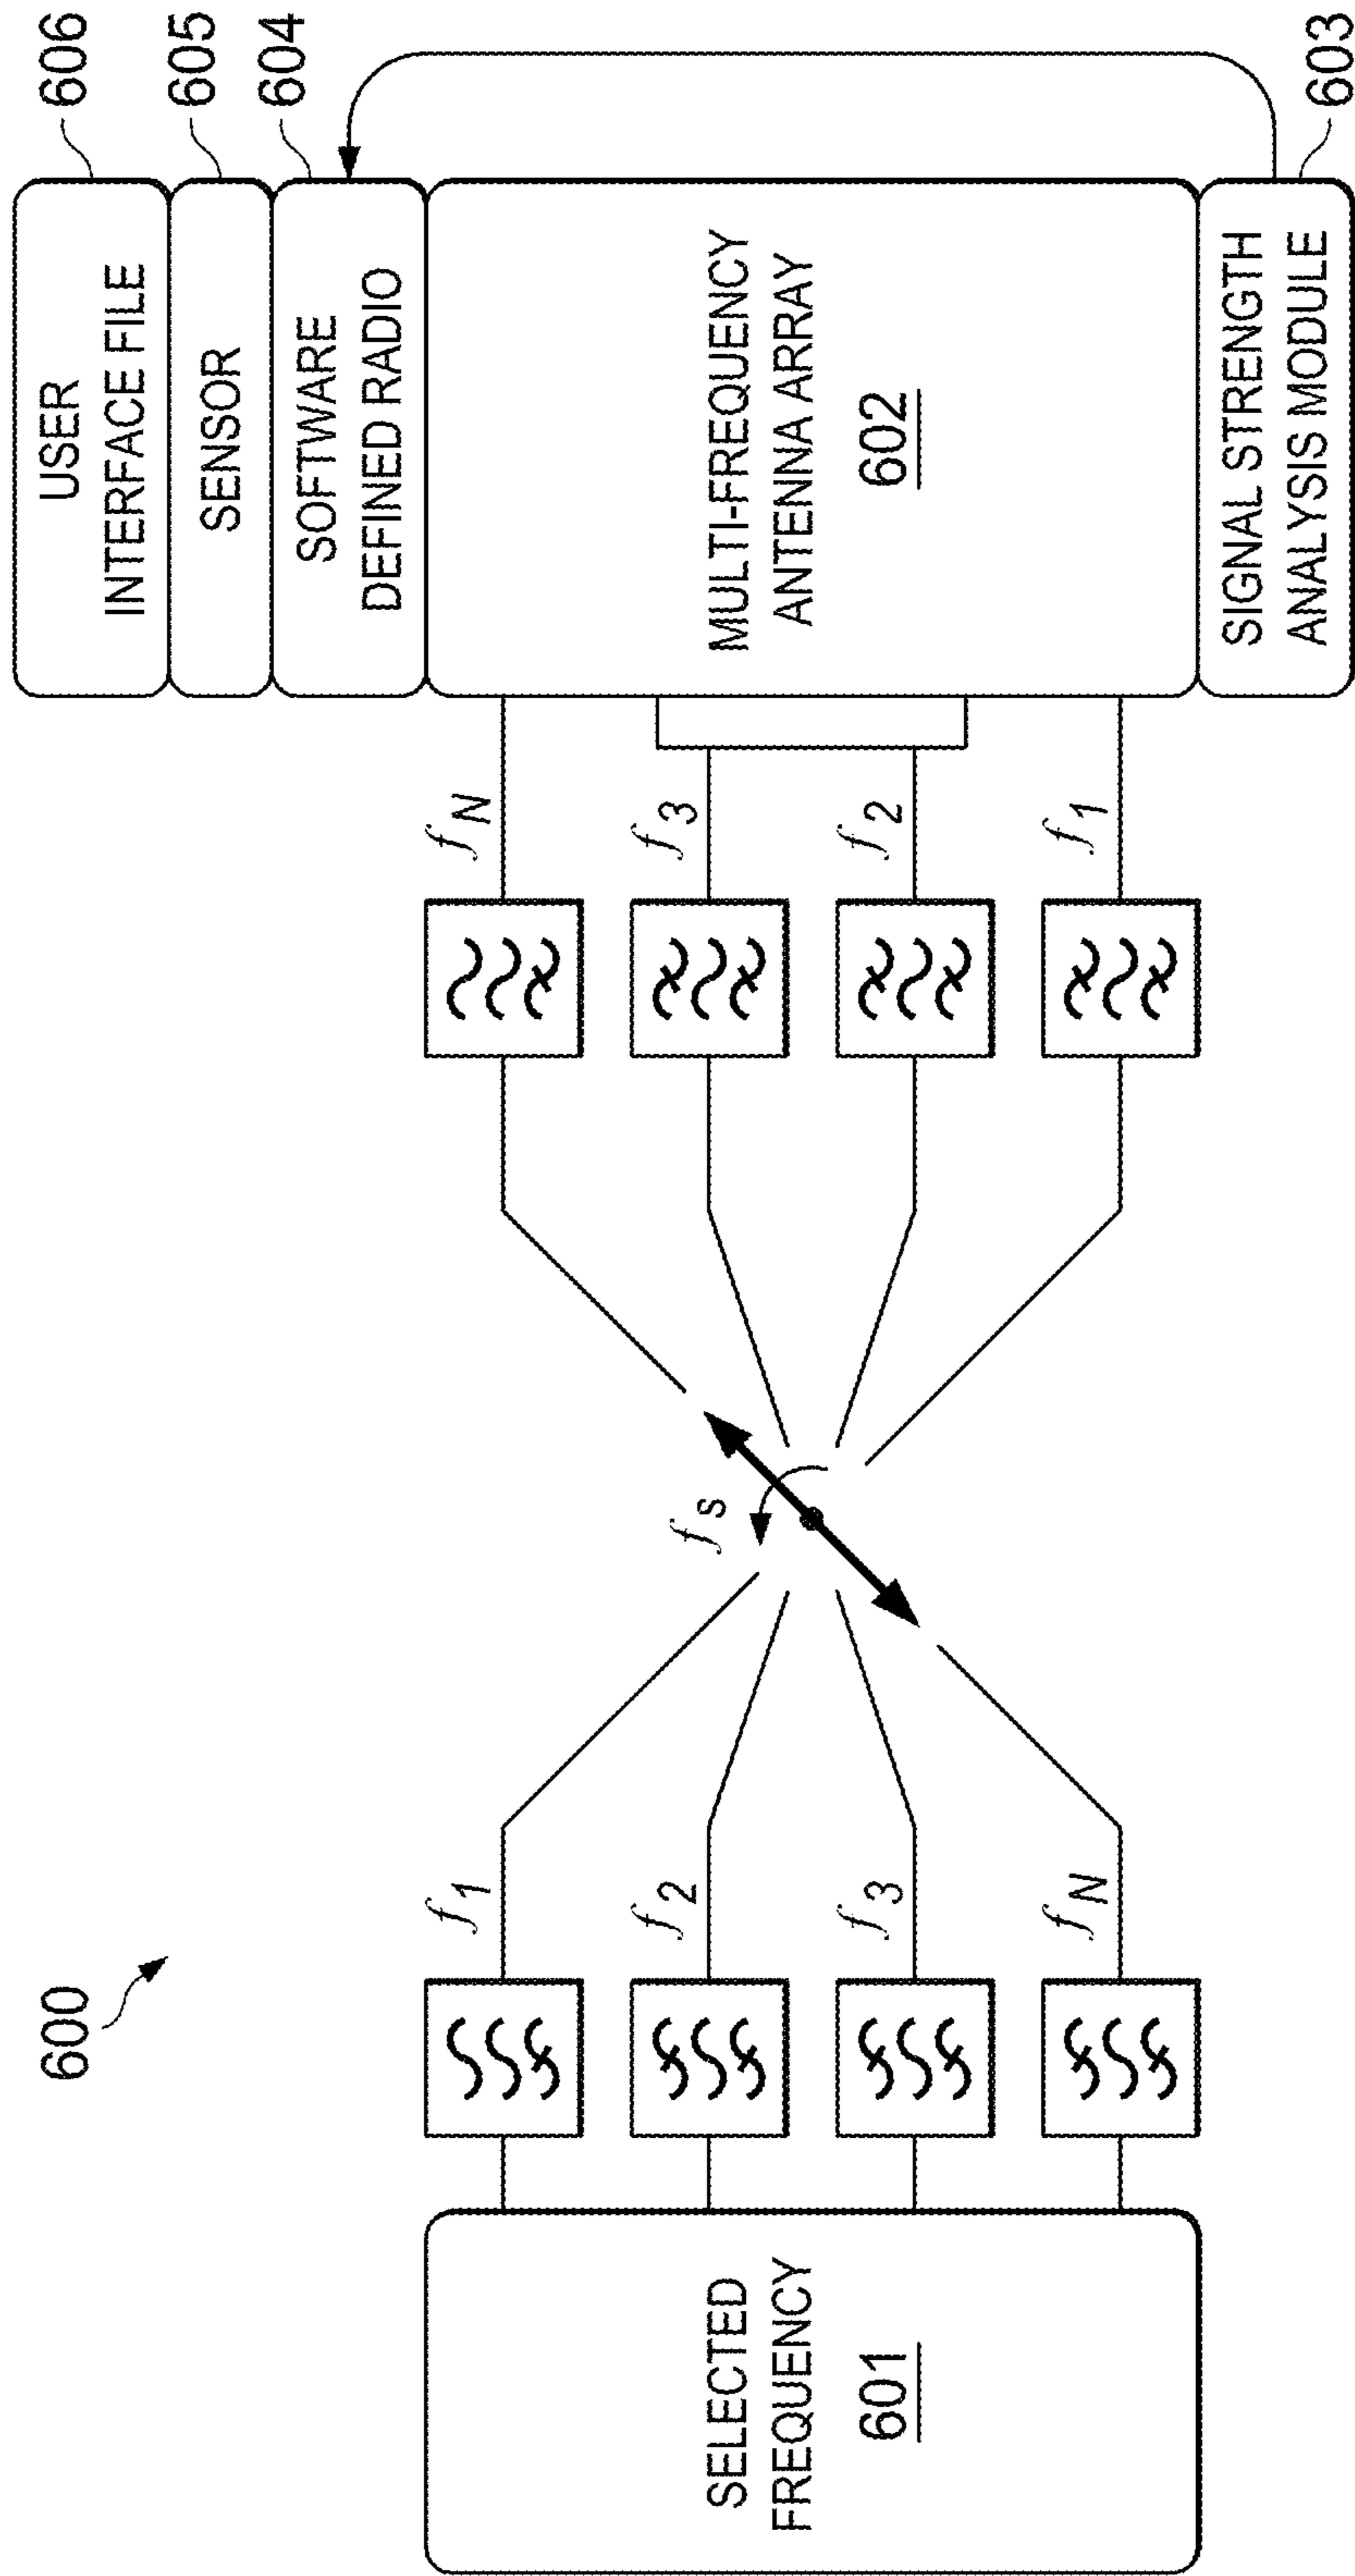 600
SELECTED
FREQUENCY
601
f1
f2
f3
fN
fs
fN
f3
f2
f1
USER
INTERFACE FILE
606
SENSOR
605
SOFTWARE
DEFINED RADIO
604
MULTI-FREQUENCY
ANTENNA ARRAY
602
SIGNAL STRENGTH
ANALYSIS MODULE
603